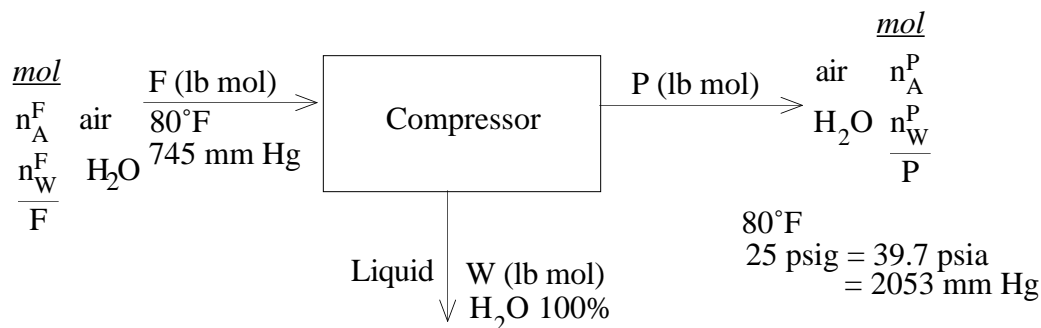 mol
n_A^F air
n_W^F H₂O
F
F (lb mol)
80˚F
745 mm Hg
Compressor
P (lb mol)
mol
air n_A^P
H₂O n_W^P
P
80˚F
25 psig = 39.7 psia
= 2053 mm Hg
Liquid
W (lb mol)
H₂O 100%